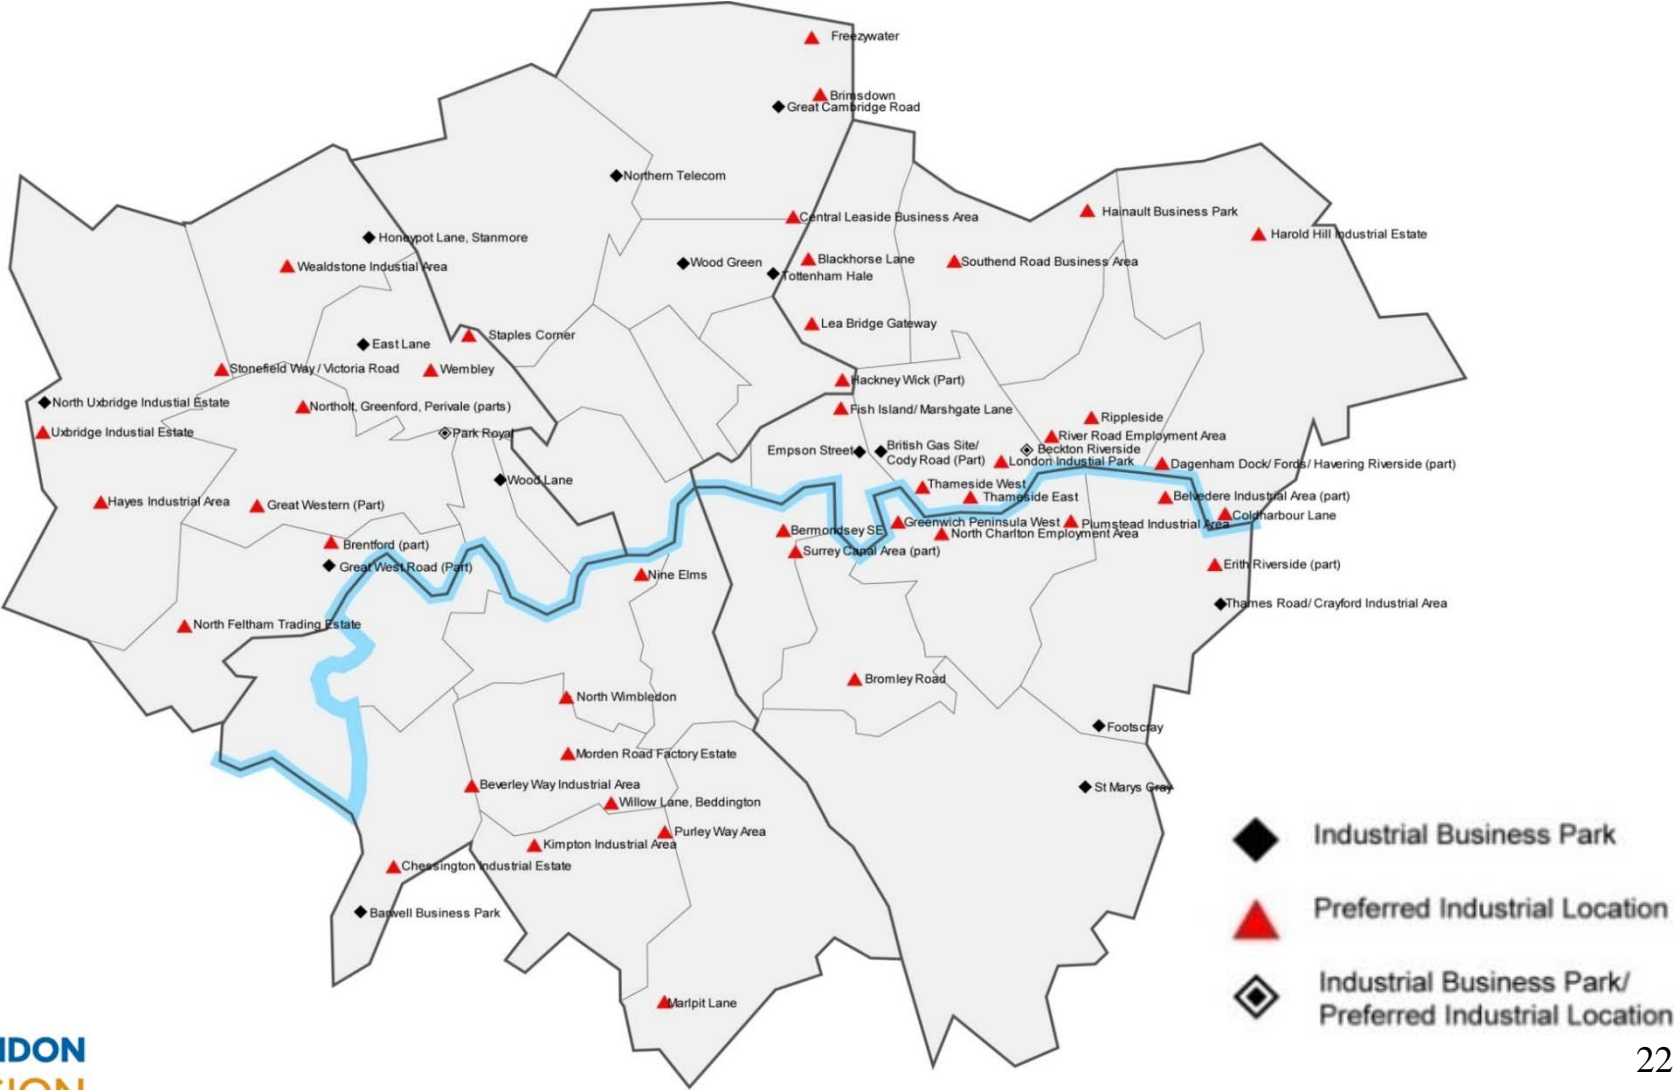 Freezywater
Brimsdown
Great Cambridge Road
Northern Telecom
Central Leaside Business Area
Hainault Business Park
Harold Hill Industrial Estate
Honeypot Lane, Stanmore
Wealdstone Industial Area
Wood Green
Blackhorse Lane
Tottenham Hale
Southend Road Business Area
Staples Corner
Lea Bridge Gateway
East Lane
Stonefield Way / Victoria Road
Wembley
Hackney Wick (Part)
North Uxbridge Industial Estate
Northolt, Greenford, Perivale (parts)
Fish Island/ Marshgate Lane
Rippleside
Uxbridge Industial Estate
Park Royal
River Road Employment Area
Empson Street
British Gas Site/
Cody Road (Part)
Beckton Riverside
London Industial Park
Dagenham Dock/ Fords/ Havering Riverside (part)
Wood Lane
Thameside West
Thameside East
Belvedere Industrial Area (part)
Hayes Industrial Area
Great Western (Part)
Coldharbour Lane
Bermondsey SE
Greenwich Peninsula West
Plumstead Industrial Area
North Charlton Employment Area
Brentford (part)
Surrey Canal Area (part)
Great West Road (Part)
Nine Elms
Erith Riverside (part)
Thames Road/ Crayford Industrial Area
North Feltham Trading Estate
Bromley Road
North Wimbledon
Footscray
Morden Road Factory Estate
Beverley Way Industrial Area
St Marys Cray
Willow Lane, Beddington
Purley Way Area
Kimpton Industrial Area
Chessington Industrial Estate
Barwell Business Park
Marlpit Lane
Industrial Business Park
Preferred Industrial Location
Industrial Business Park/
Preferred Industrial Location
NDON
SION
22